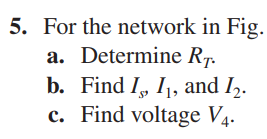 5. For the network in Fig.
a. Determine R_T.
b. Find I_s, I_1, and I_2.
c. Find voltage V_4.